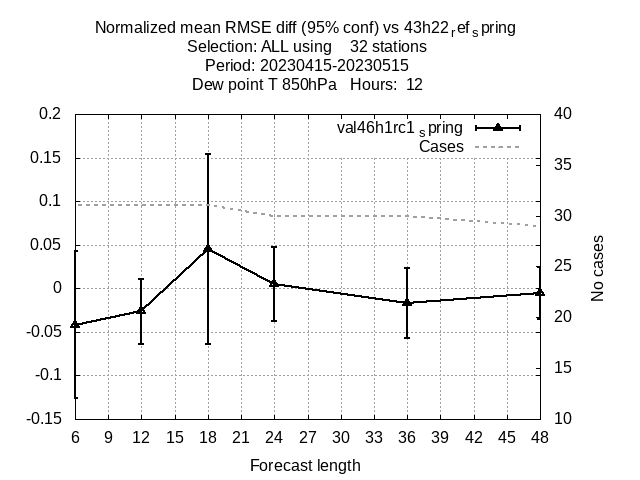 Normalized mean RMSE diff (95% conf) vs 43h22refspring
Selection: ALL using 32 stations
Period: 20230415-20230515
Dew point T 850hPa Hours: 12
val46h1rc1spring
Cases
0.2
0.15
0.1
0.05
0
-0.05
-0.1
-0.15
40
35
30
25
20
15
10
No cases
6 9 12 15 18 21 24 27 30 33 36 39 42 45 48
Forecast length